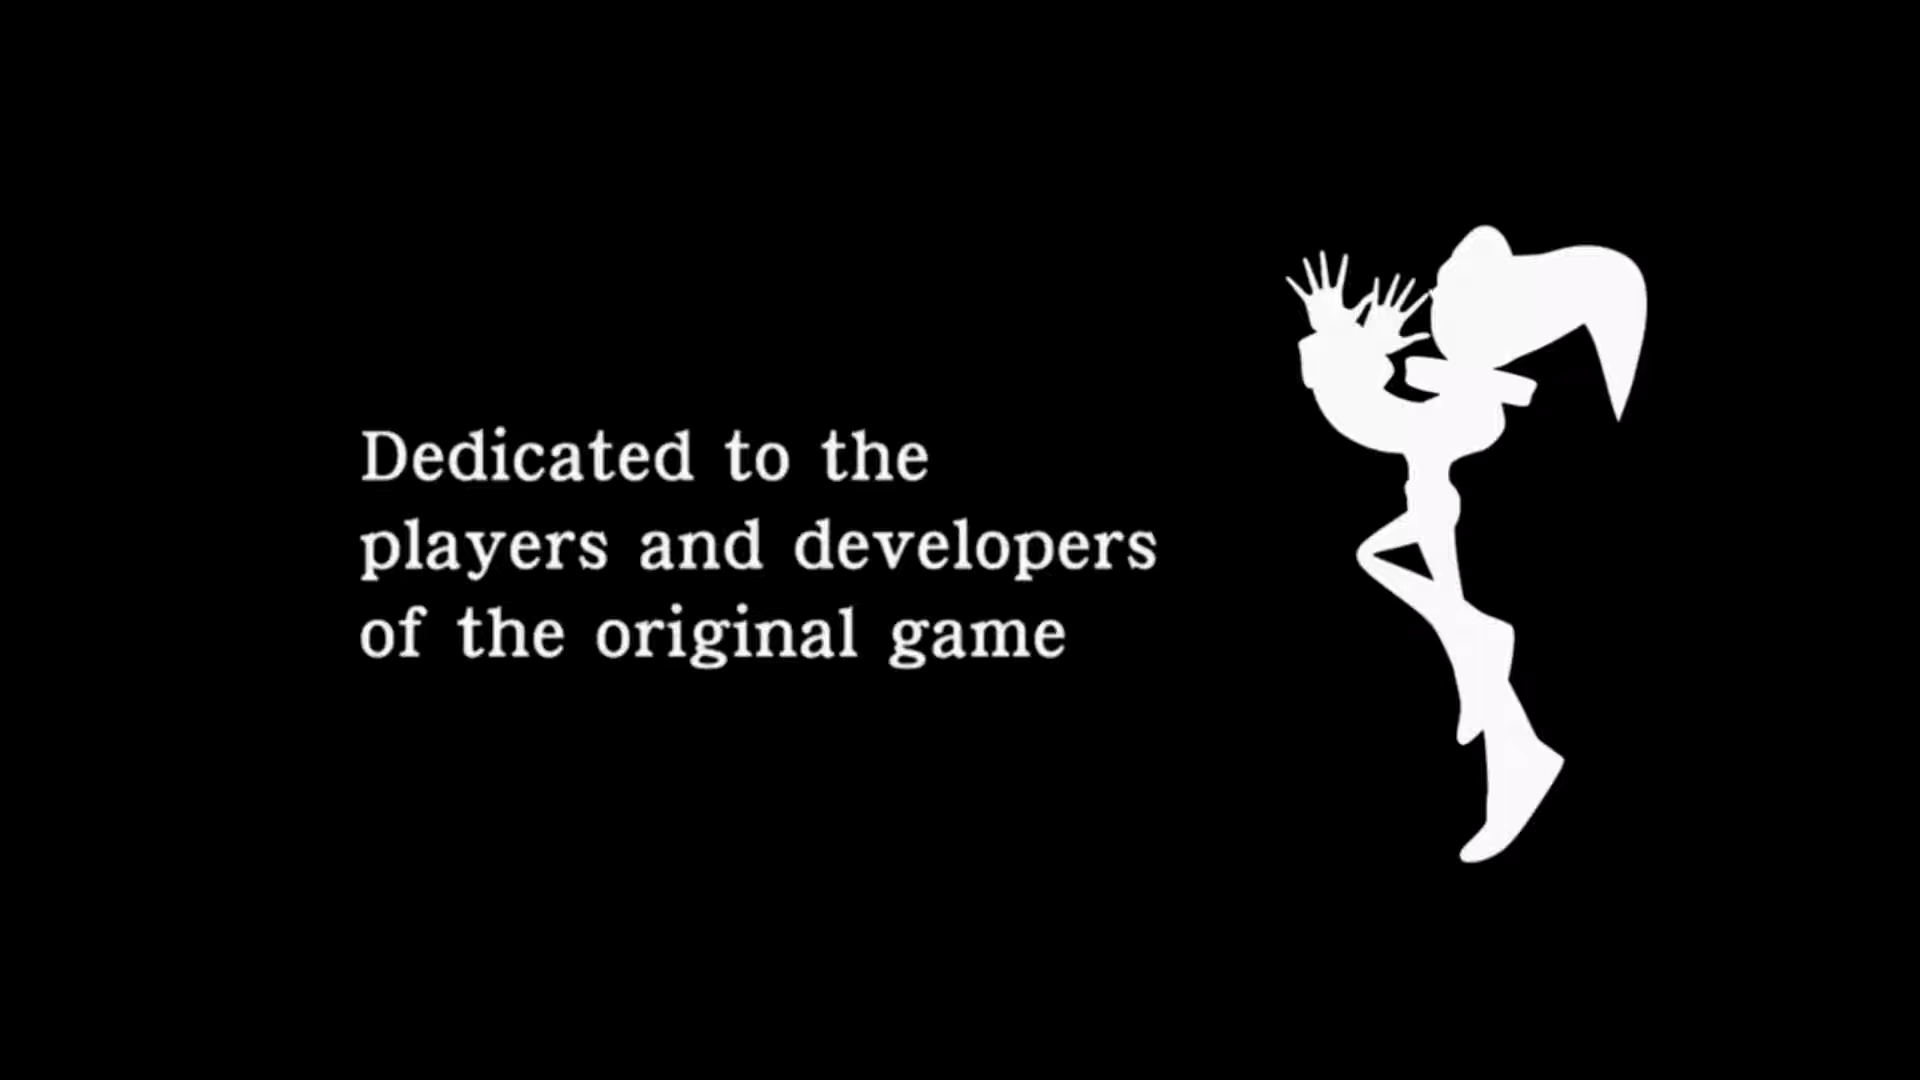 Dedicated to the
players and developers
of the original game